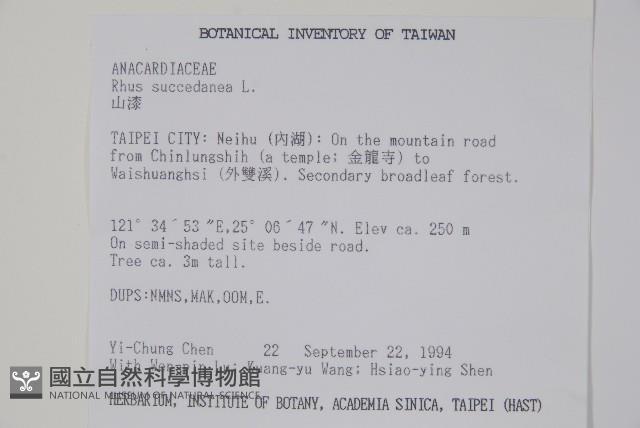 BOTANICAL INVENTORY OF TAIWAN
ANACARDIACEAE
Rhus succedanea L.
山漆
TAIPEI CITY: Neihu (內湖): On the mountain road
from Chinlungshih (a temple; 金龍寺) to
Waishuanghsi (外雙溪). Secondary broadleaf forest.
121° 34´53 ″E,25° 06´47 ″N. Elev ca. 250 m
On semi-shaded site beside road.
Tree ca. 3m tall.
DUPS:NMNS,MAK,OOM,E.
Yi-Chung Chen 22 September 22, 1994
With Kuang-yu Wang; Hsiao-ying Shen
國立自然科學博物館
NATIONAL MUSEUM OF NATURAL SCIENCE
HERBARIUM, INSTITUTE OF BOTANY, ACADEMIA SINICA, TAIPEI (HAST)